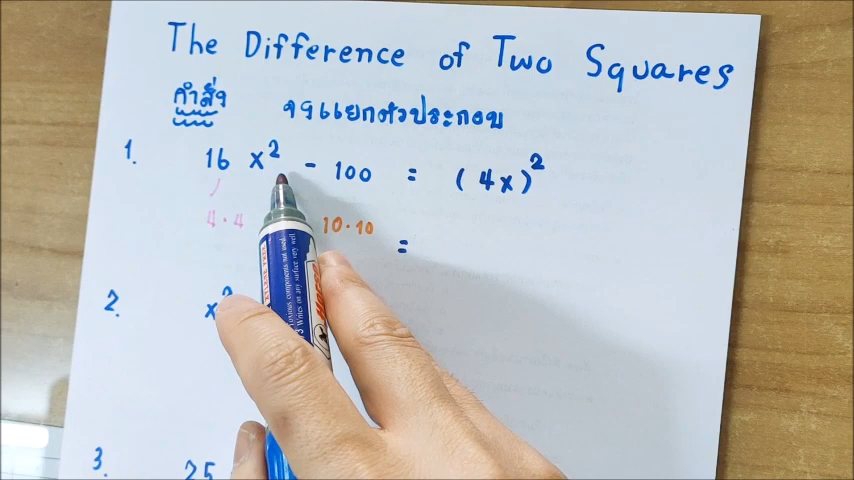 The Difference of Two Squares
คำสั่ง จงแยกตัวประกอบ
1. 16 x² - 100 = (4x)²
4·4 10·10 =
2. x²
3. 25